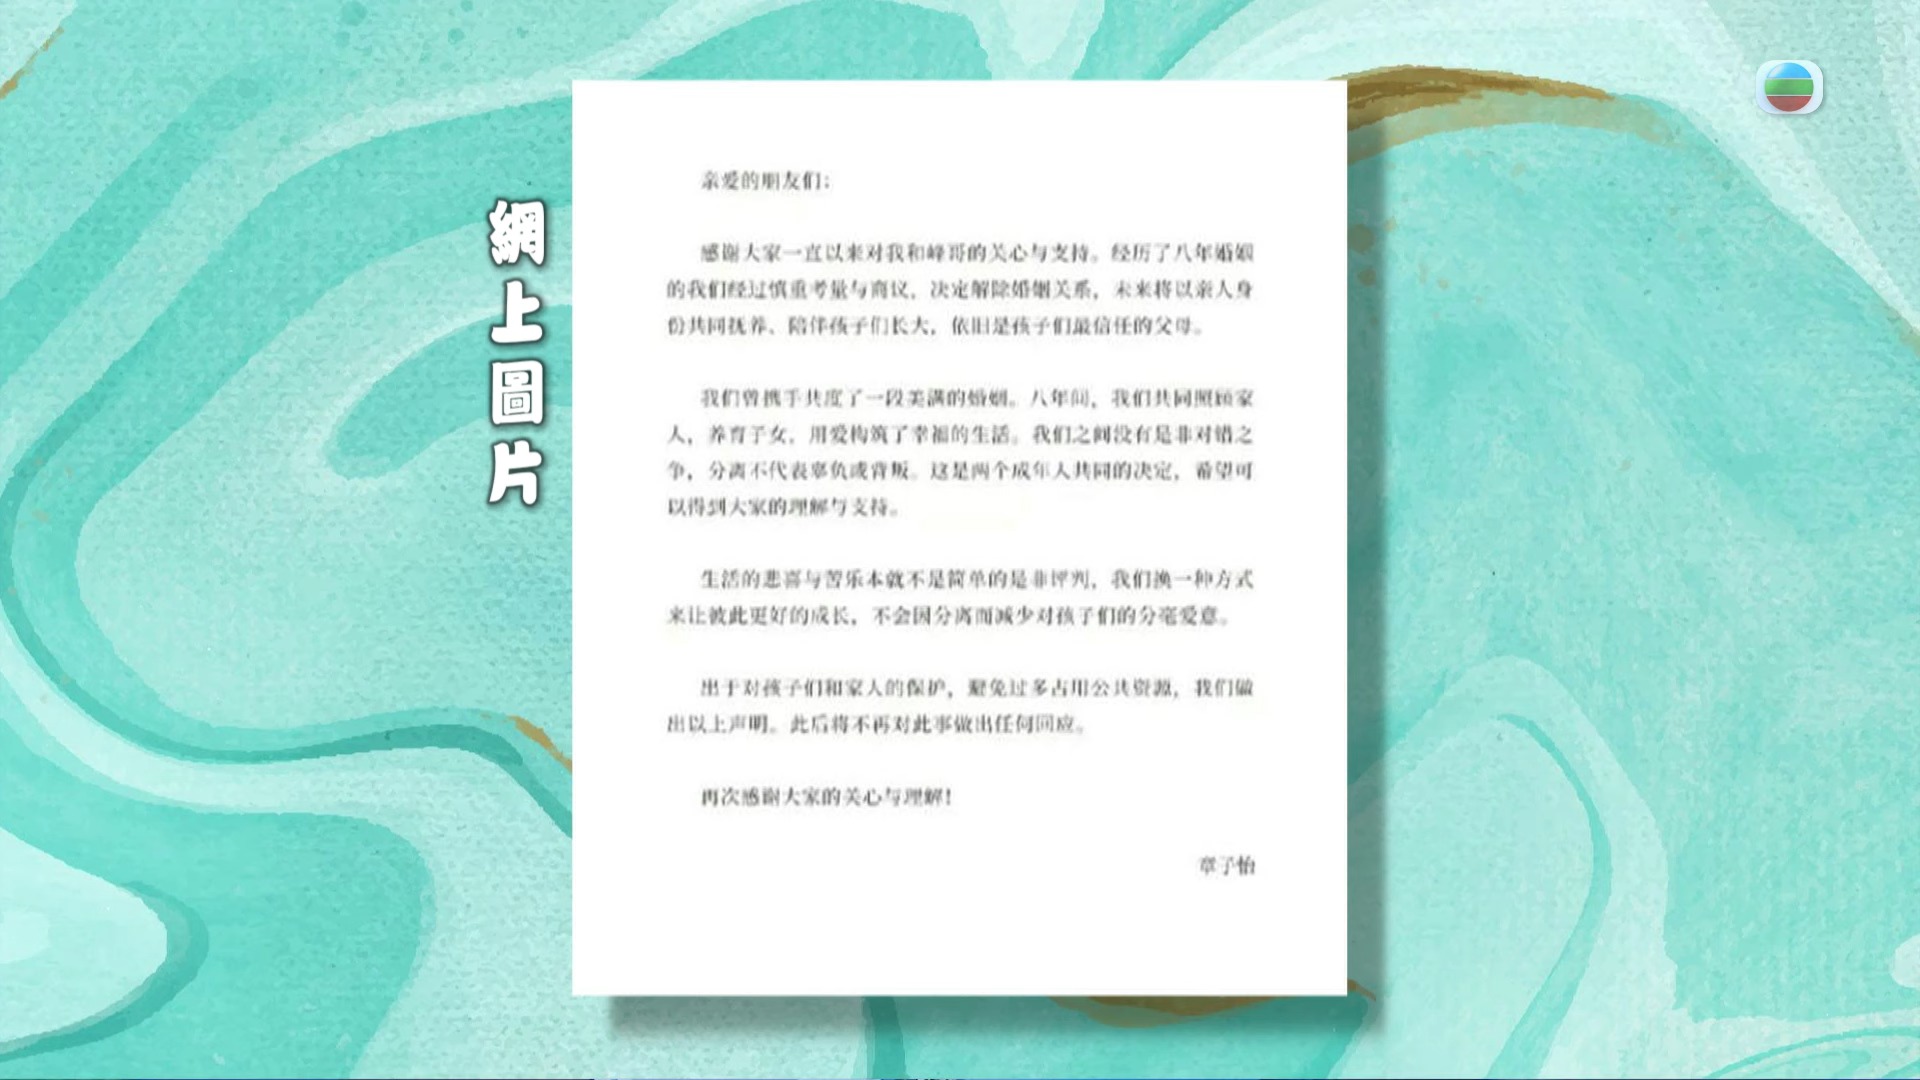 網上圖片
亲爱的朋友们：
感谢大家一直以来对我和峰哥的关心与支持。经历了八年婚姻
的我们经过慎重考量与商议，决定解除婚姻关系，未来将以亲人身
份共同抚养、陪伴孩子们长大，依旧是孩子们最信任的父母。
我们曾携手共度了一段美满的婚姻。八年间，我们共同照顾家
人，养育子女，用爱构筑了幸福的生活。我们之间没有是非对错之
争，分离不代表辜负或背叛。这是两个成年人共同的决定，希望可
以得到大家的理解与支持。
生活的悲喜与苦乐本就不是简单的是非评判，我们换一种方式
来让彼此更好的成长，不会因分离而减少对孩子们的分毫爱意。
出于对孩子们和家人的保护，避免过多占用公共资源，我们做
出以上声明。此后将不再对此事做出任何回应。
再次感谢大家的关心与理解！
章子怡